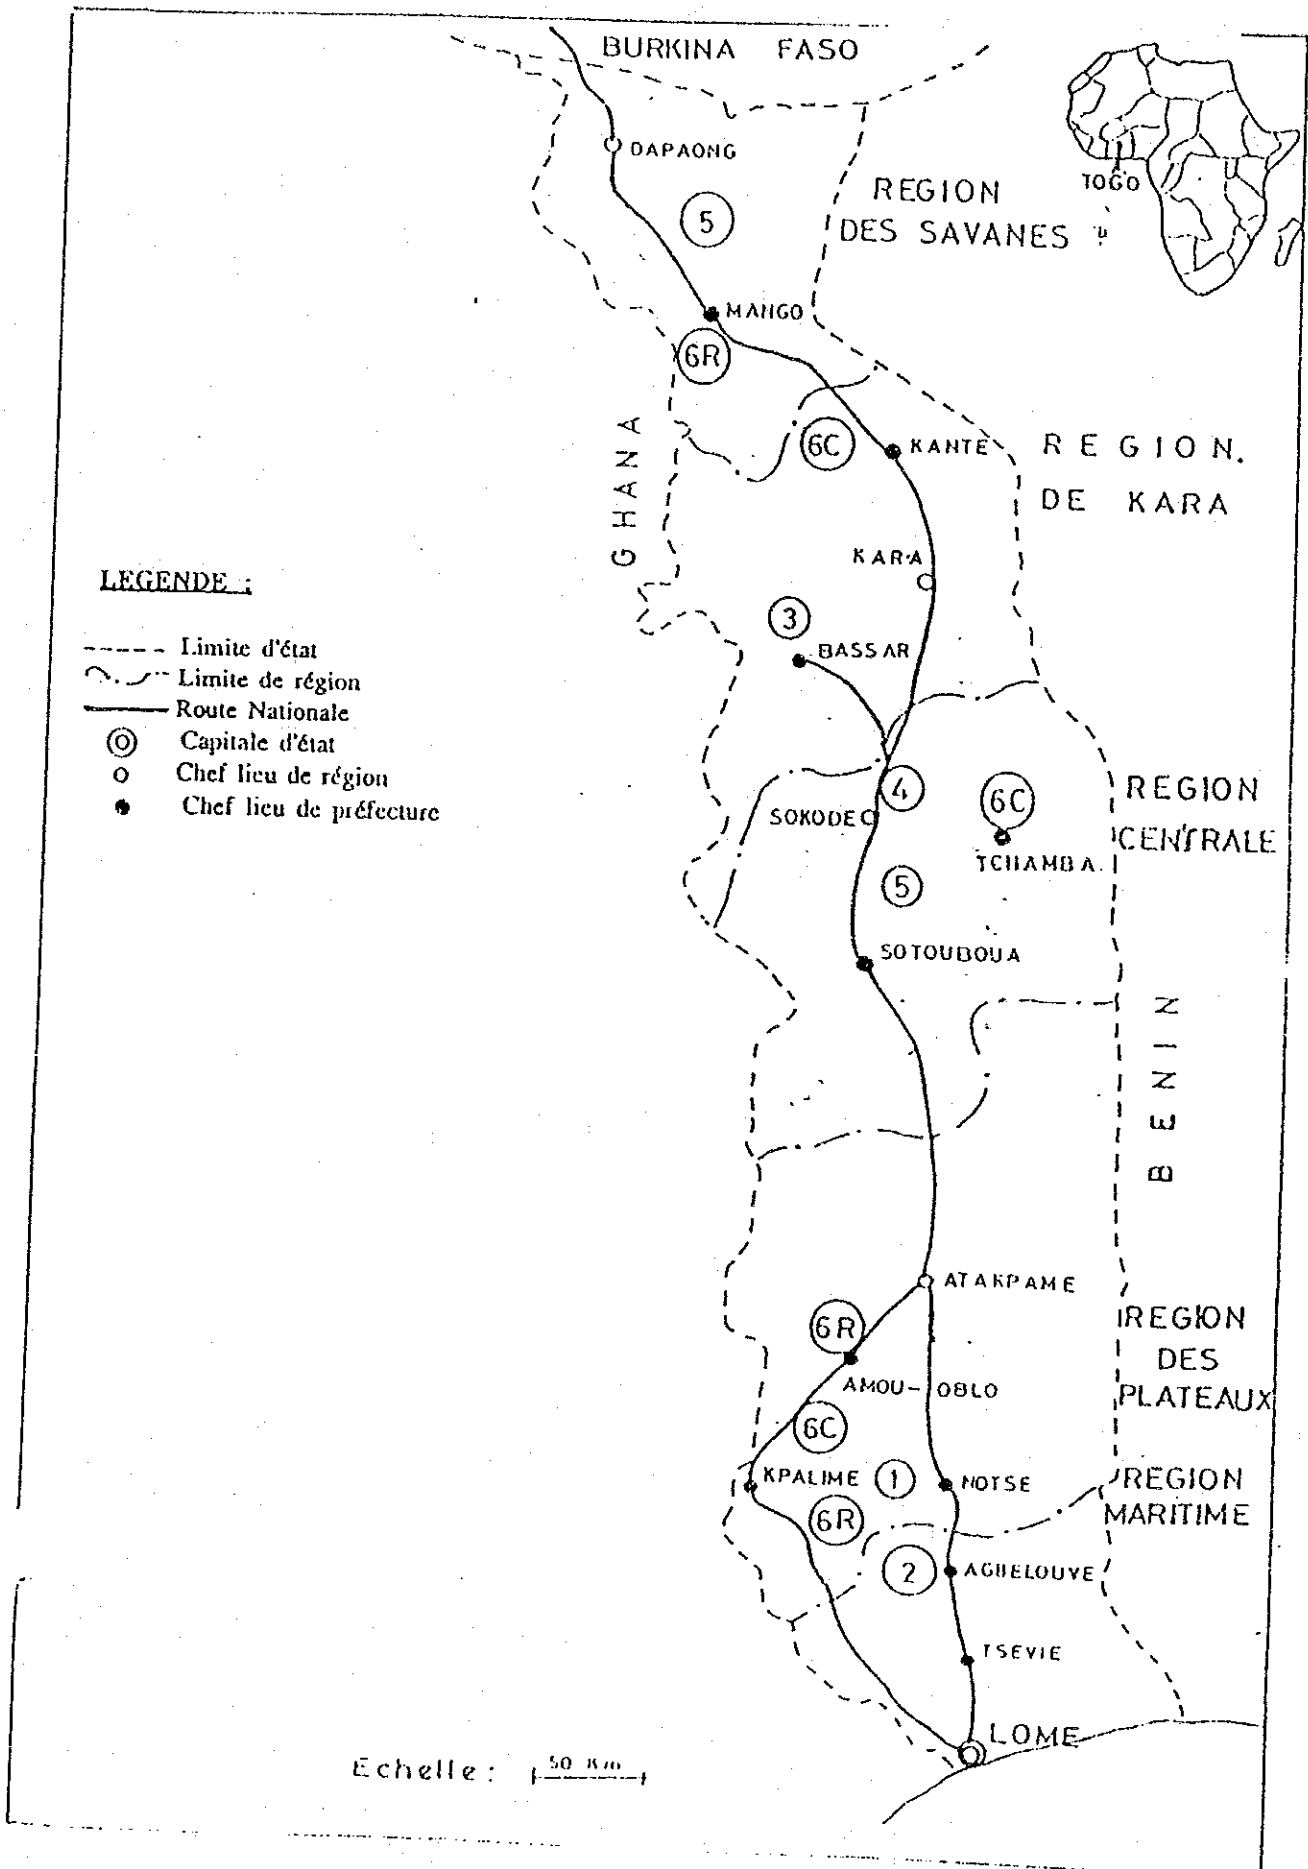 BURKINA FASO
DAPAONG
TOGO
REGION
DES SAVANES
5
MANGO
6R
GHANA
6C
KANTE
REGION.
DE KARA
KARA
LEGENDE :
Limite d'état
Limite de région
Route Nationale
Capitale d'état
Chef lieu de région
Chef lieu de préfecture
3
BASSAR
4
6C
REGION
CENTRALE
SOKODE
TCHAMBA.
5
SOTOUBOUA
BENIN
ATAKPAME
6R
REGION
DES
PLATEAUX
AMOU-OBLO
6C
KPALIME
1
NOTSE
REGION
MARITIME
6R
2
AGBELOUVE
TSEVIE
LOME
Echelle: 50 Km